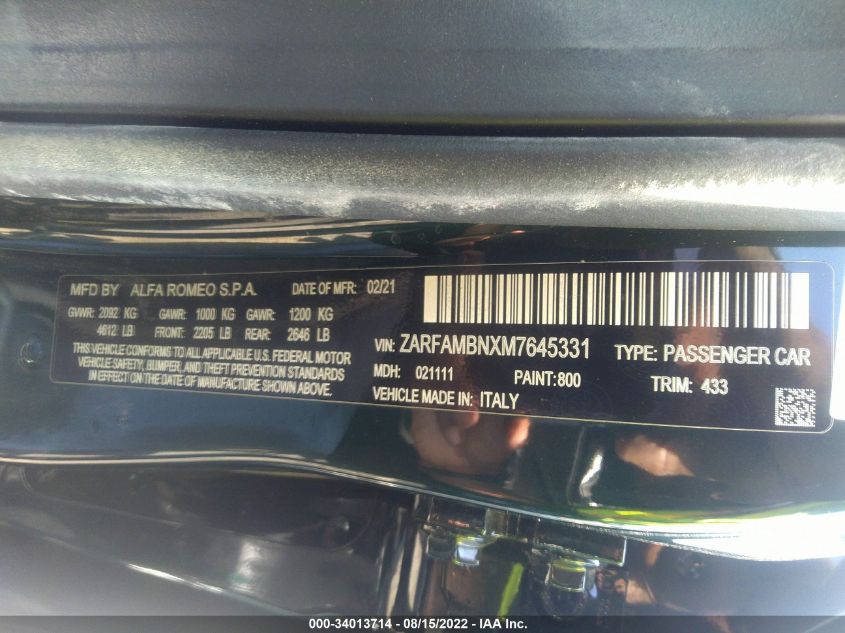 MFD BY ALFA ROMEO S.P.A. DATE OF MFR: 02/21
GVWR: 2092 KG GAWR: 1000 KG GAWR: 1200 KG
4612 LB FRONT: 2205 LB REAR: 2646 LB
THIS VEHICLE CONFORMS TO ALL APPLICABLE U.S. FEDERAL MOTOR
VEHICLE SAFETY, BUMPER, AND THEFT PREVENTION STANDARDS
IN EFFECT ON THE DATE OF MANUFACTURE SHOWN ABOVE.
VIN: ZARFAMBNXM7645331 TYPE: PASSENGER CAR
MDH: 021111 PAINT:800 TRIM: 433
VEHICLE MADE IN: ITALY
000-34013714 - 08/15/2022 - IAA Inc.